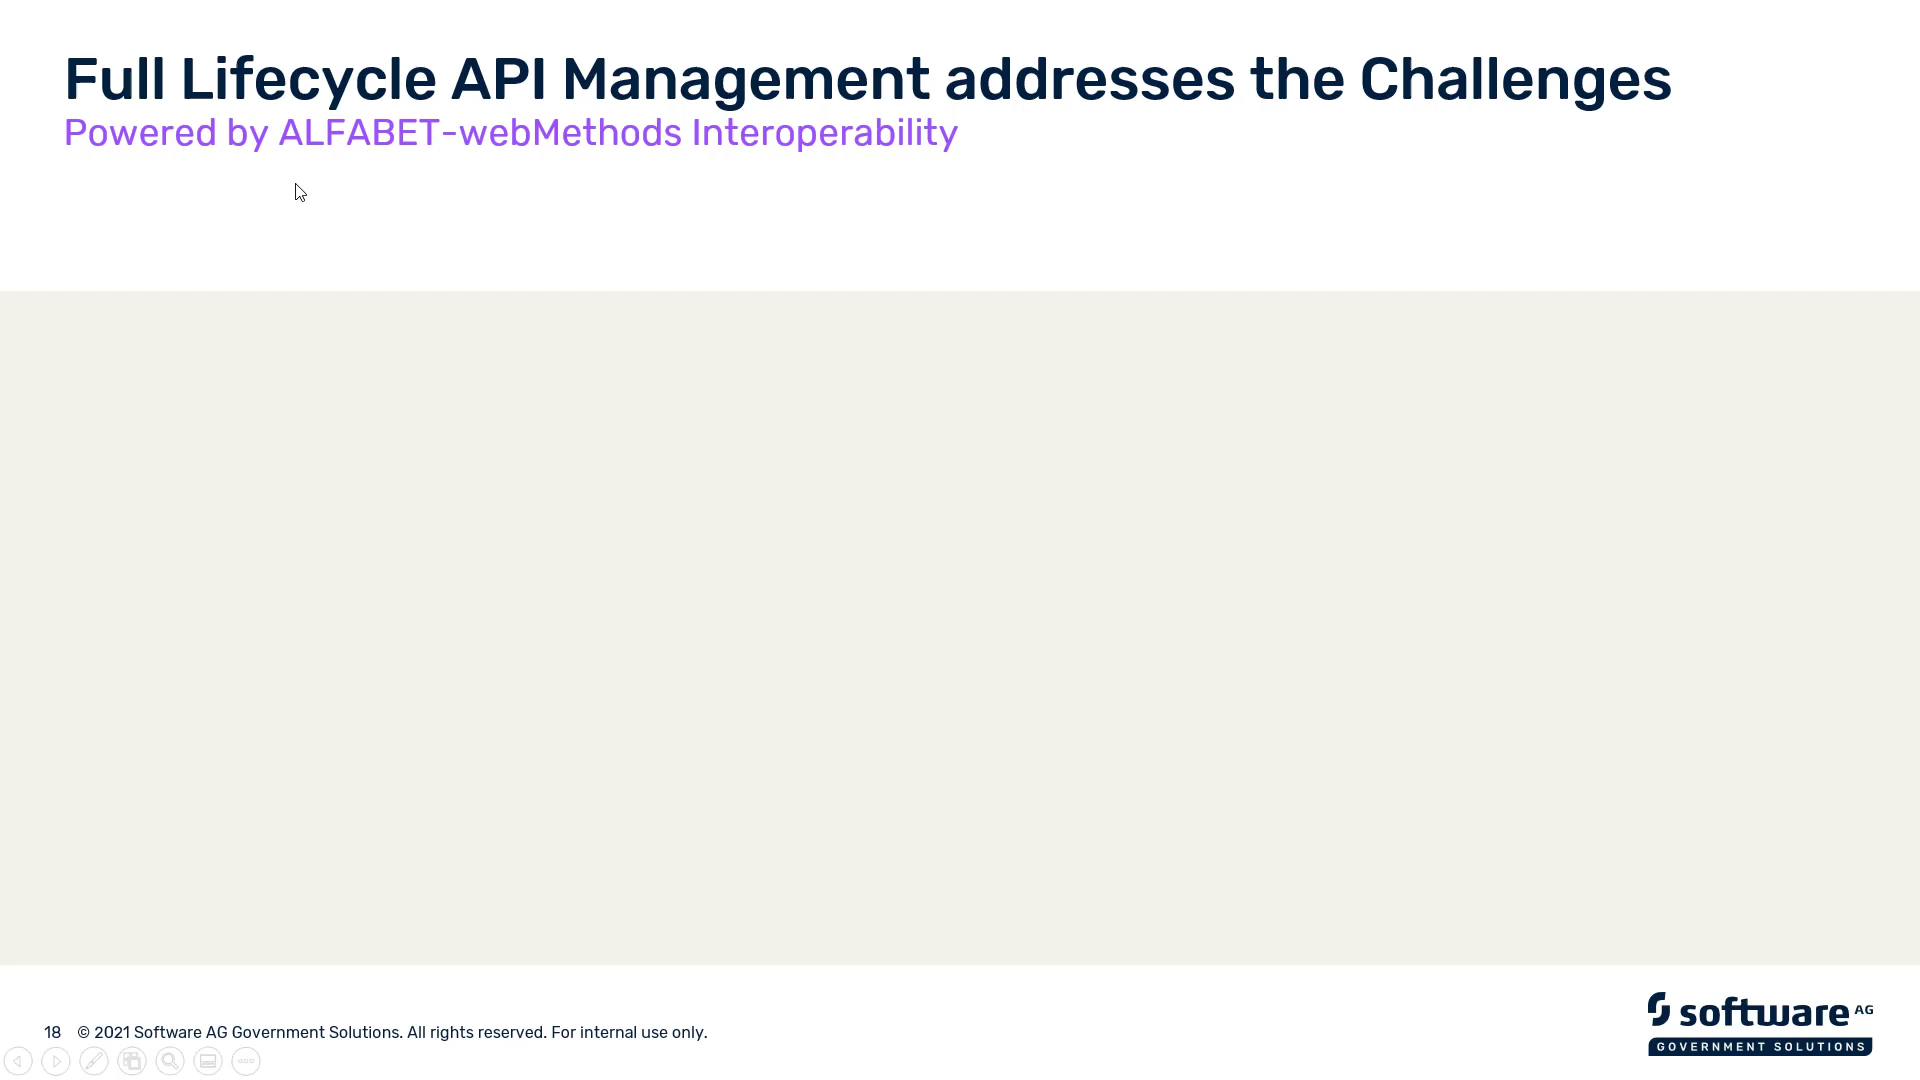 Full Lifecycle API Management addresses the Challenges
Powered by ALFABET-webMethods Interoperability
18 © 2021 Software AG Government Solutions. All rights reserved. For internal use only.
software AG
GOVERNMENT SOLUTIONS